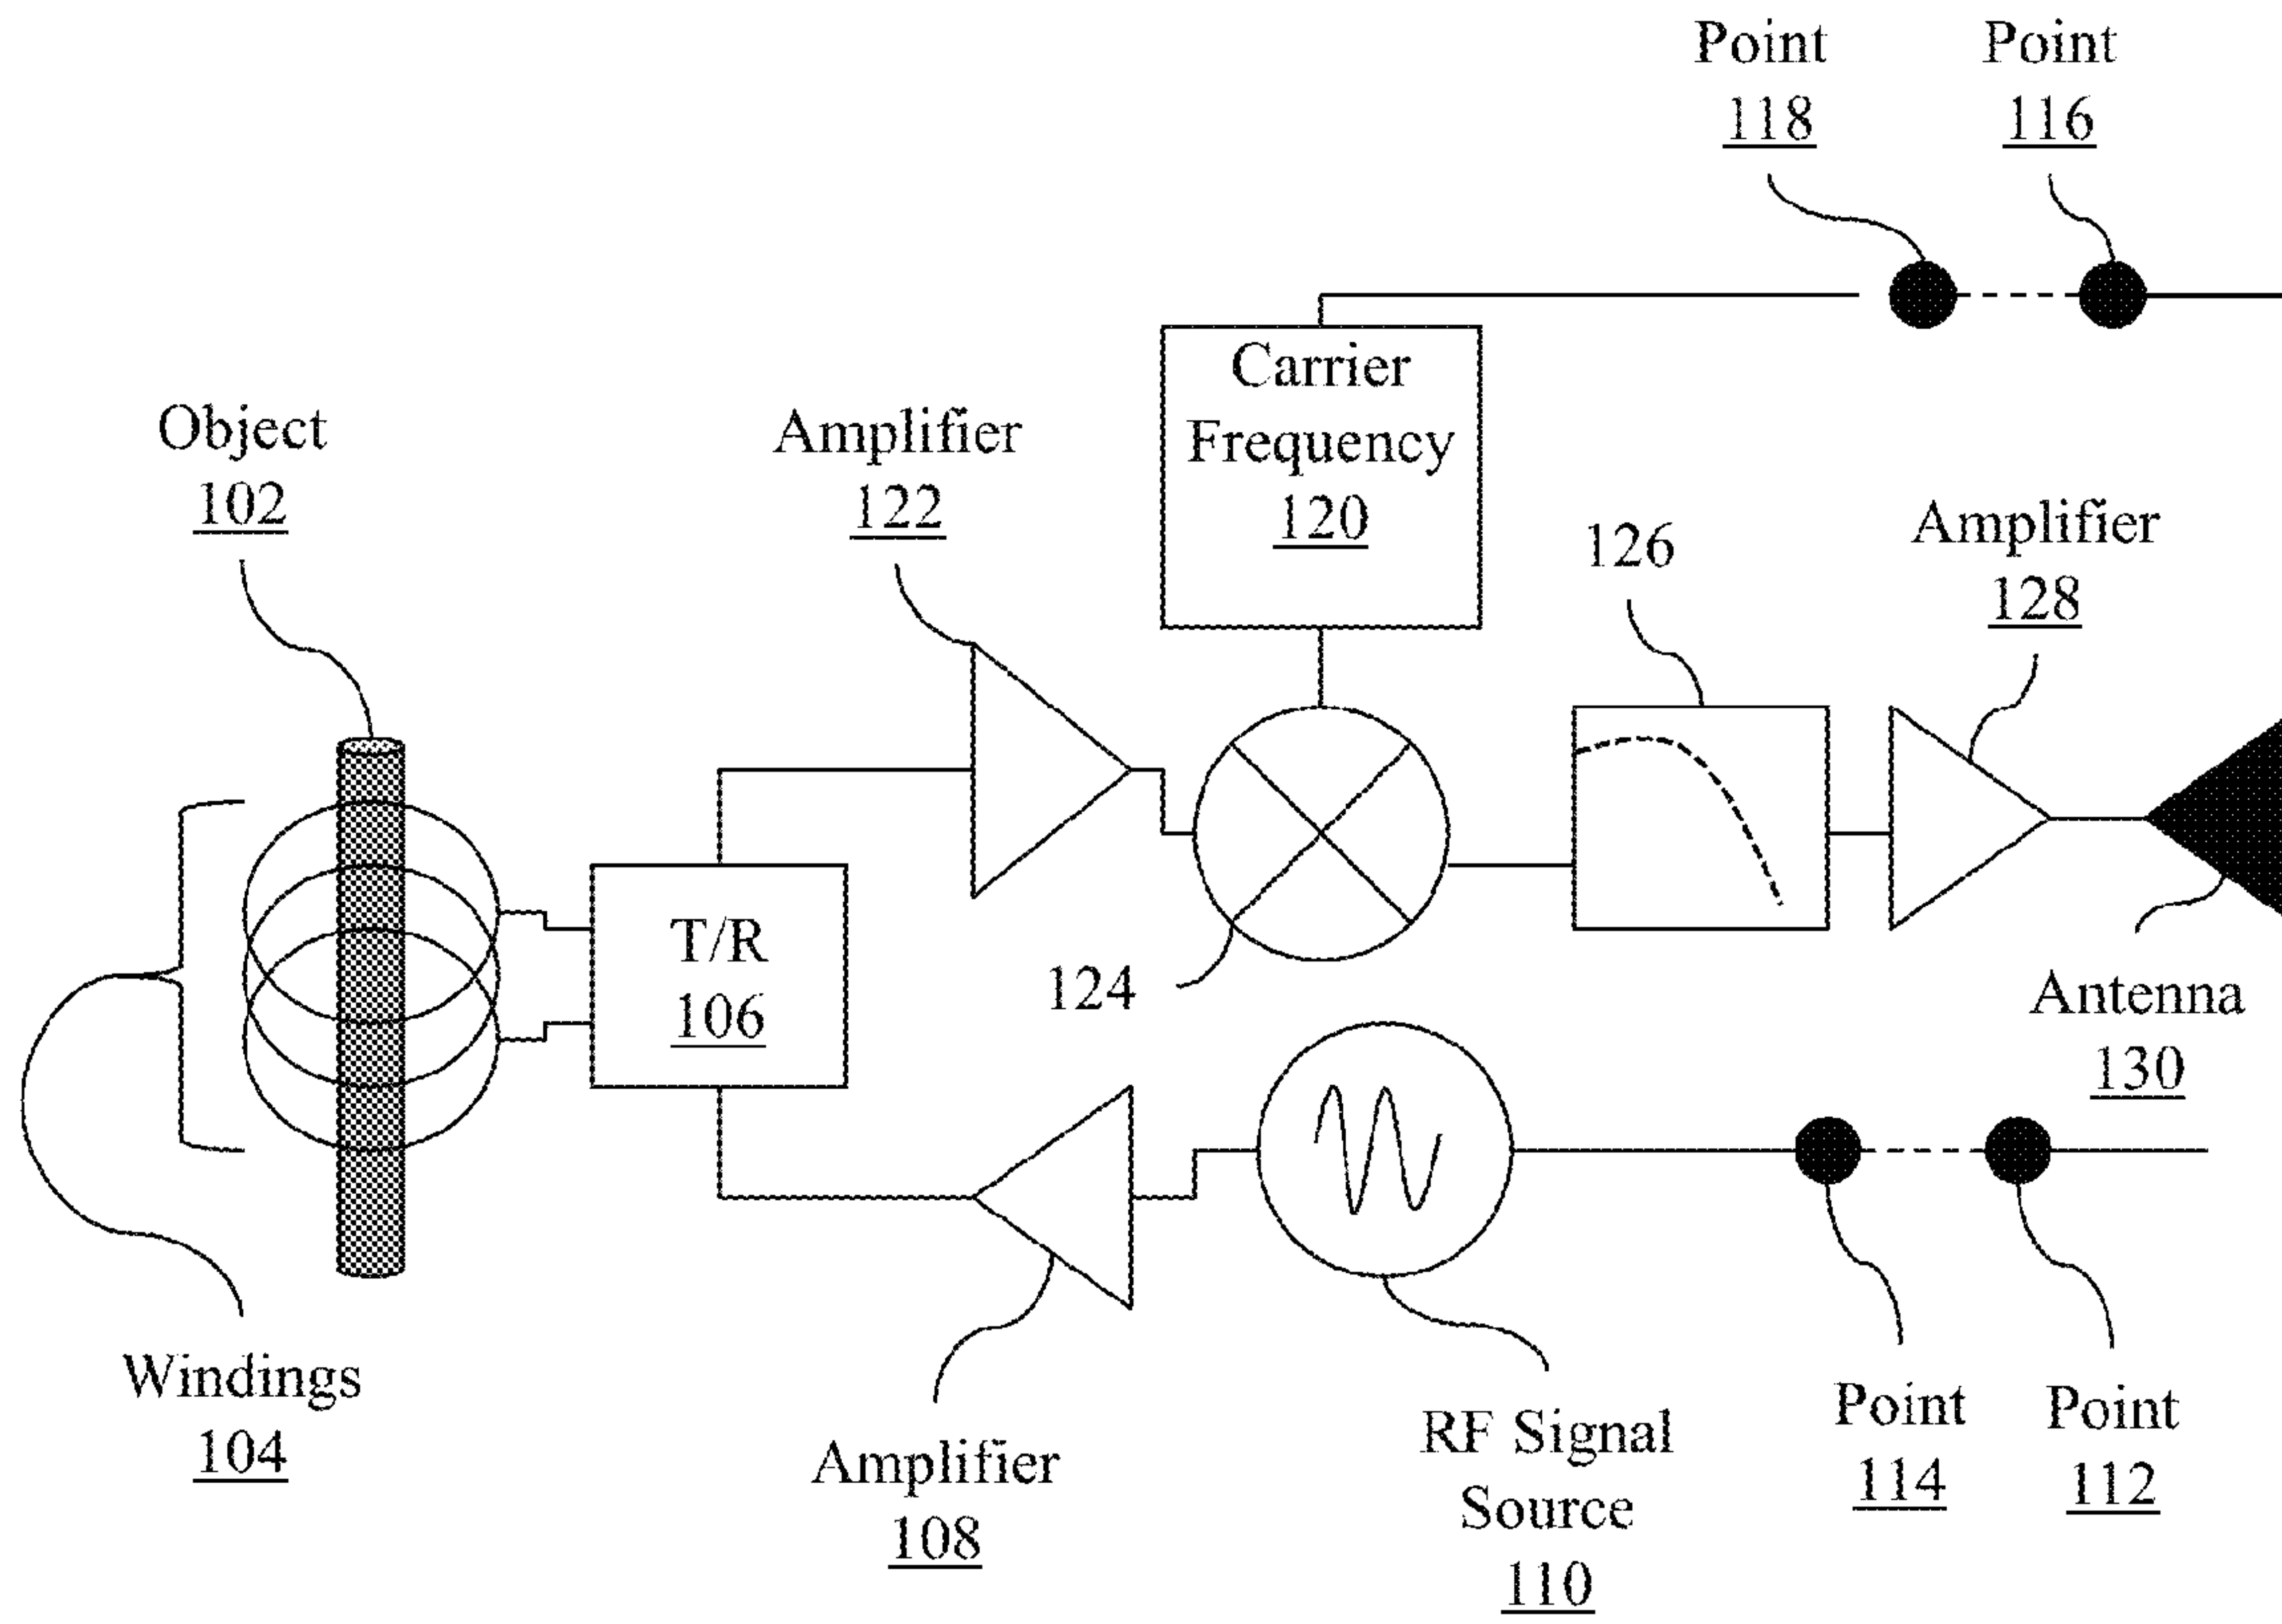 Point
118
Point
116
Carrier
Frequency
120
Object
102
Amplifier
122
126
Amplifier
128
T/R
106
124
Antenna
130
Windings
104
Amplifier
108
RF Signal
Source
110
Point
114
Point
112